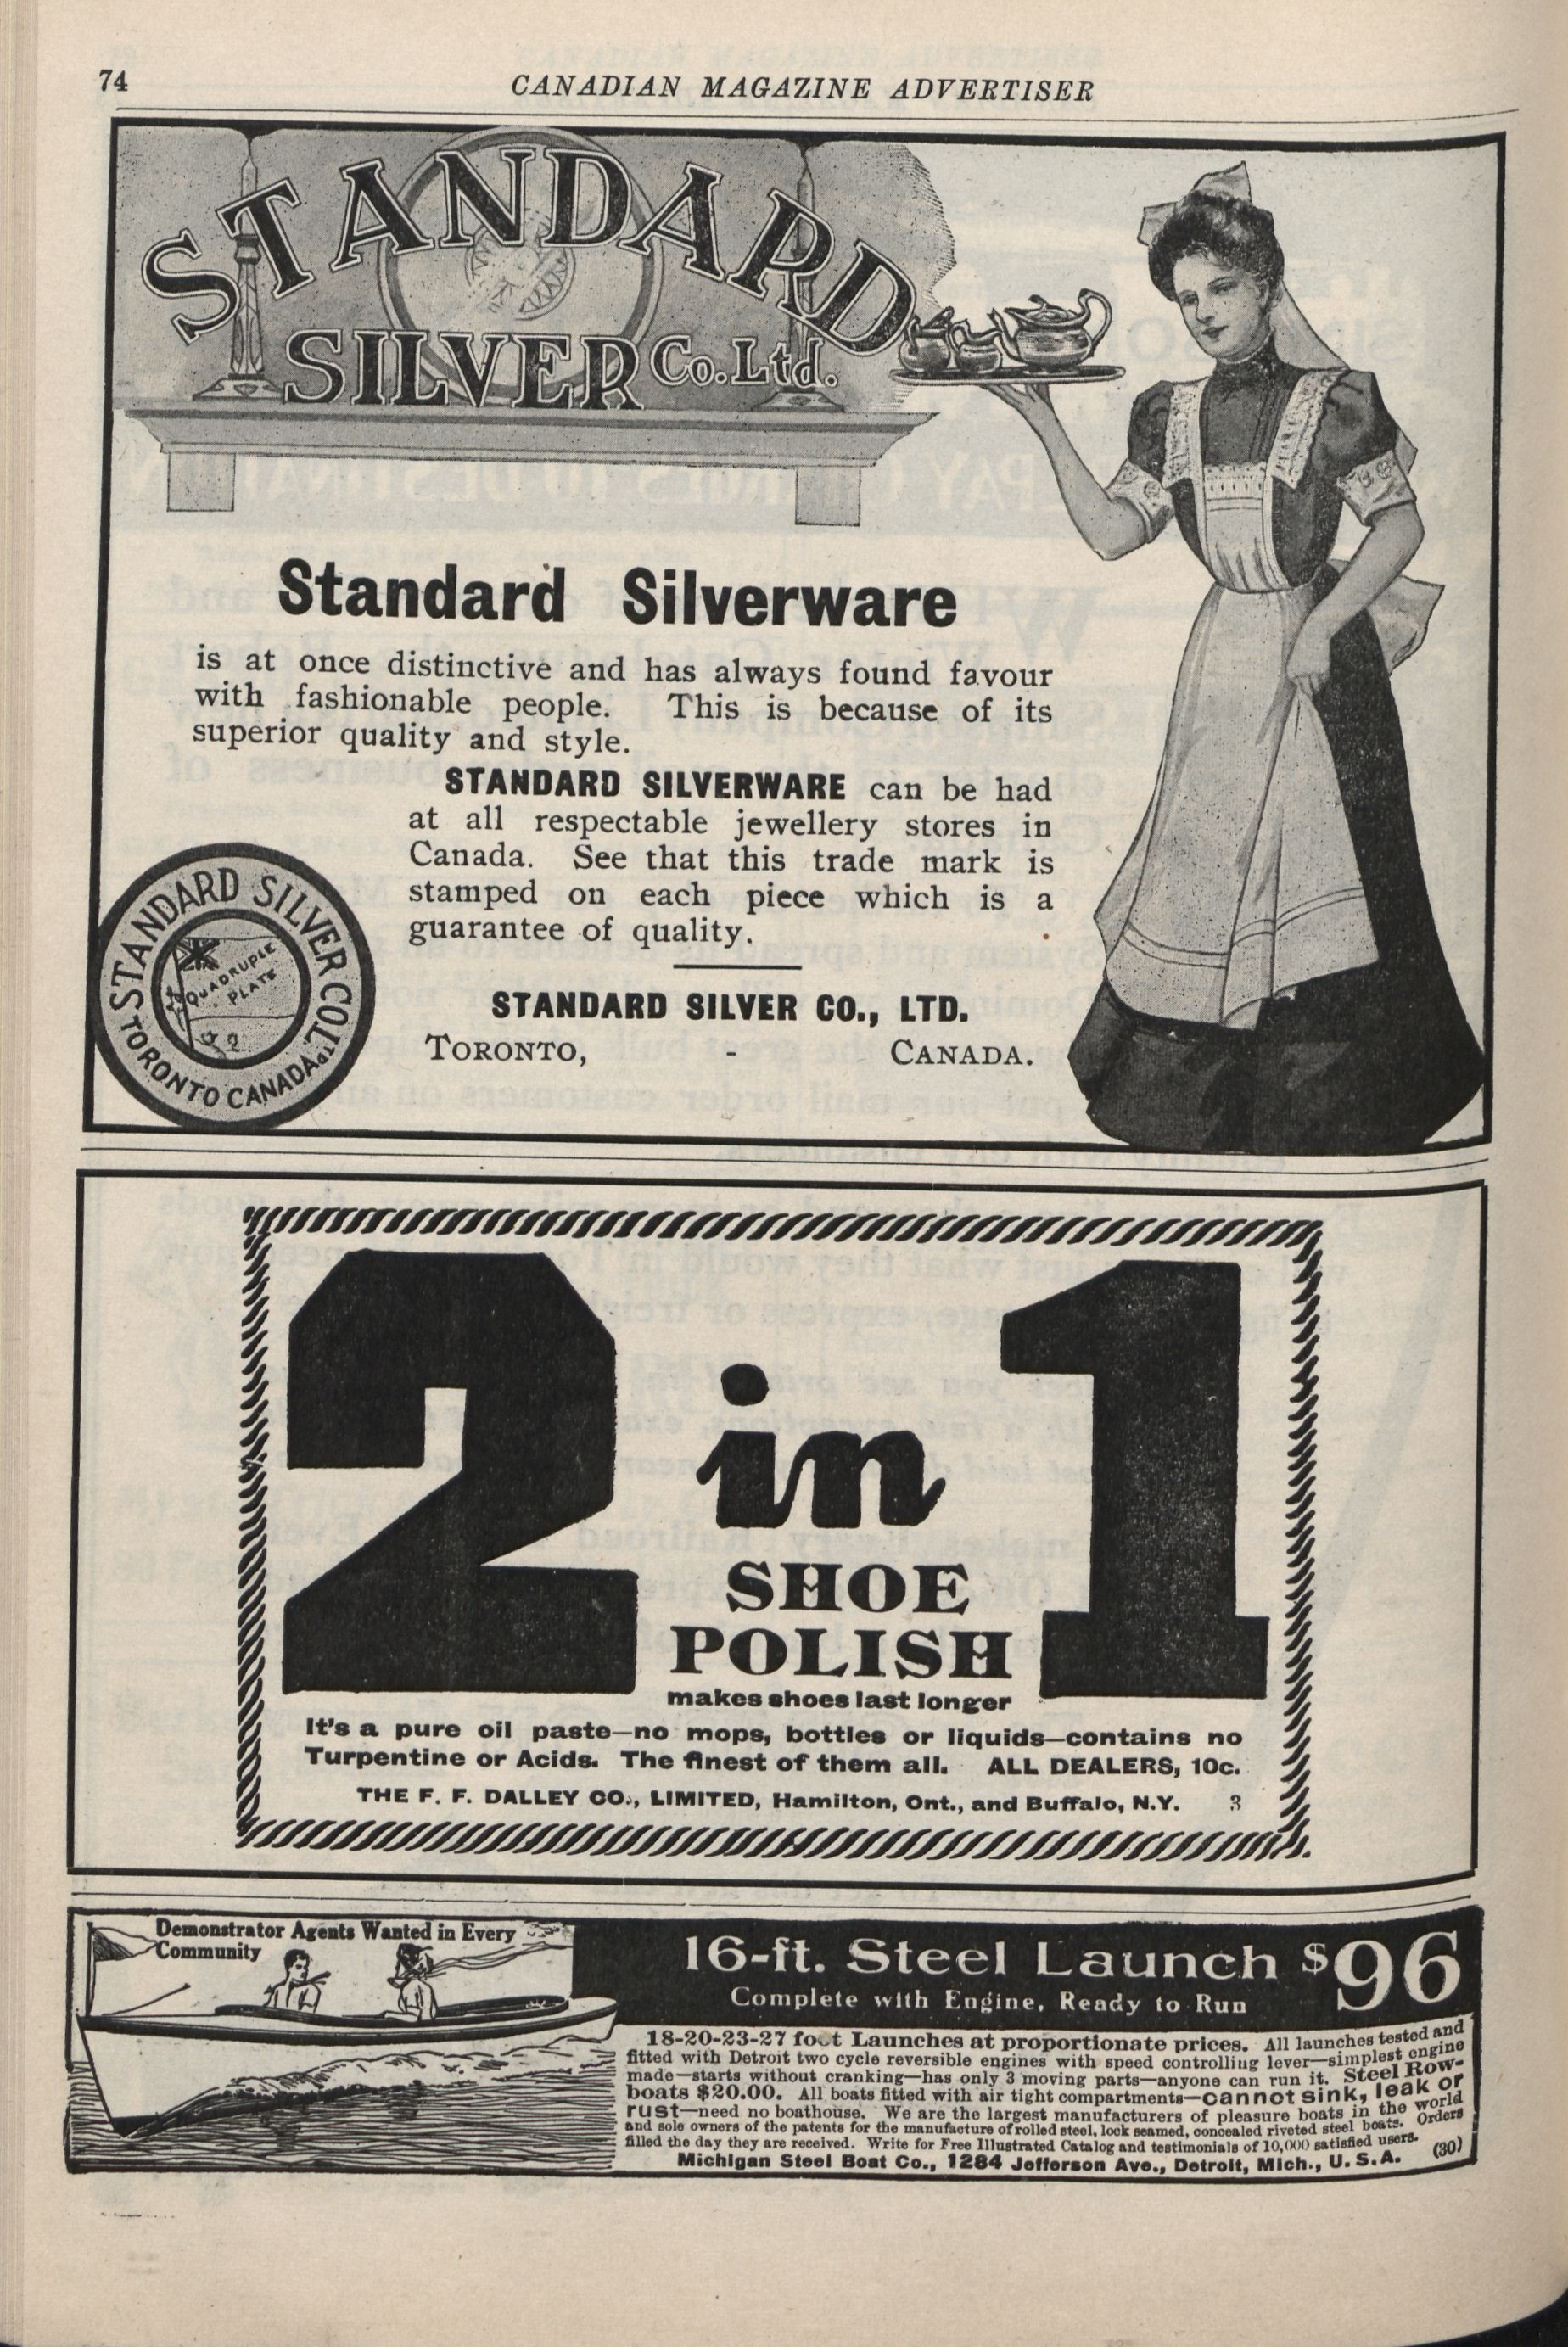 74
CANADIAN MAGAZINE ADVERTISER
STANDARD
SILVER Co. Ltd.
Standard Silverware
is at once distinctive and has always found favour
with fashionable people. This is because of its
superior quality and style.
STANDARD SILVERWARE can be had
at all respectable jewellery stores in
Canada. See that this trade mark is
stamped on each piece which is a
guarantee of quality.
STANDARD SILVER CO., LTD.
TORONTO, - CANADA.
STANDARD SILVER CO LTD
TORONTO CANADA
QUADRUPLE
PLATE
2 in 1
SHOE
POLISH
makes shoes last longer
It's a pure oil paste—no mops, bottles or liquids—contains no
Turpentine or Acids. The finest of them all. ALL DEALERS, 10c.
THE F. F. DALLEY CO., LIMITED, Hamilton, Ont., and Buffalo, N.Y. 3
Demonstrator Agents Wanted in Every
Community
16-ft. Steel Launch $96
Complete with Engine, Ready to Run
18-20-23-27 foot Launches at proportionate prices. All launches tested and
fitted with Detroit two cycle reversible engines with speed controlling lever—simplest engine
made—starts without cranking—has only 3 moving parts—anyone can run it. Steel Row-
boats $20.00. All boats fitted with air tight compartments—cannot sink, leak or
rust—need no boathouse. We are the largest manufacturers of pleasure boats in the world
and sole owners of the patents for the manufacture of rolled steel, lock seamed, concealed riveted steel boats. Orders
filled the day they are received. Write for Free Illustrated Catalog and testimonials of 10,000 satisfied users.
Michigan Steel Boat Co., 1284 Jefferson Ave., Detroit, Mich., U. S. A. (30)